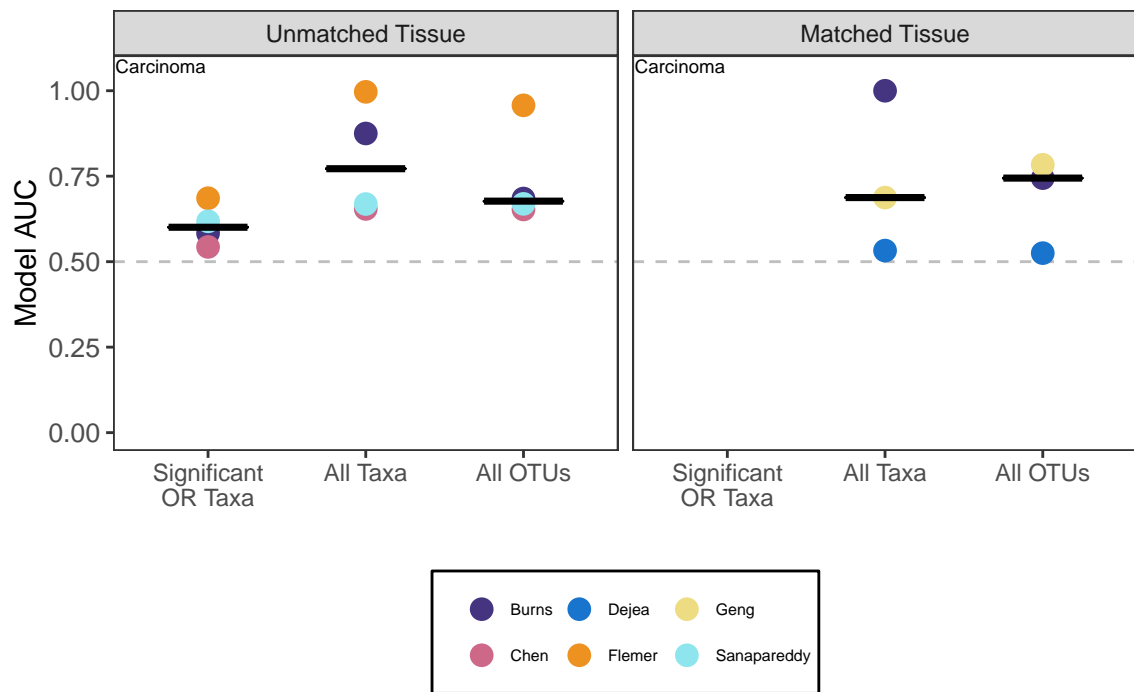 Unmatched Tissue
Matched Tissue
Carcinoma
Carcinoma
Model AUC
1.00
0.75
0.50
0.25
0.00
Significant
OR Taxa
All Taxa
All OTUs
Significant
OR Taxa
All Taxa
All OTUs
Burns
Dejea
Geng
Chen
Flemer
Sanapareddy